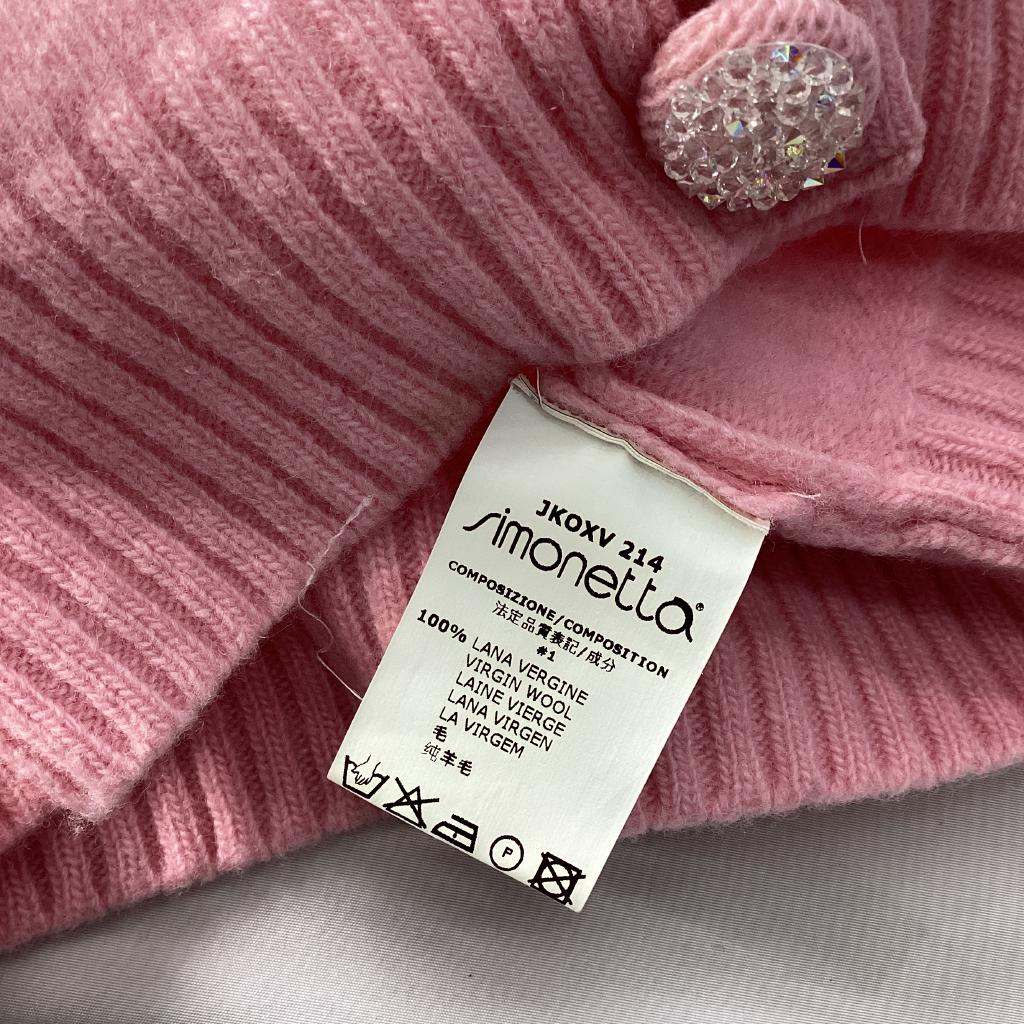 JKOXV 214
simonetta®
COMPOSIZIONE/COMPOSITION
法定品質表記/成分
#1
100% LANA VERGINE
VIRGIN WOOL
LAINE VIERGE
LANA VIRGEN
LA VIRGEM
毛
纯羊毛
P